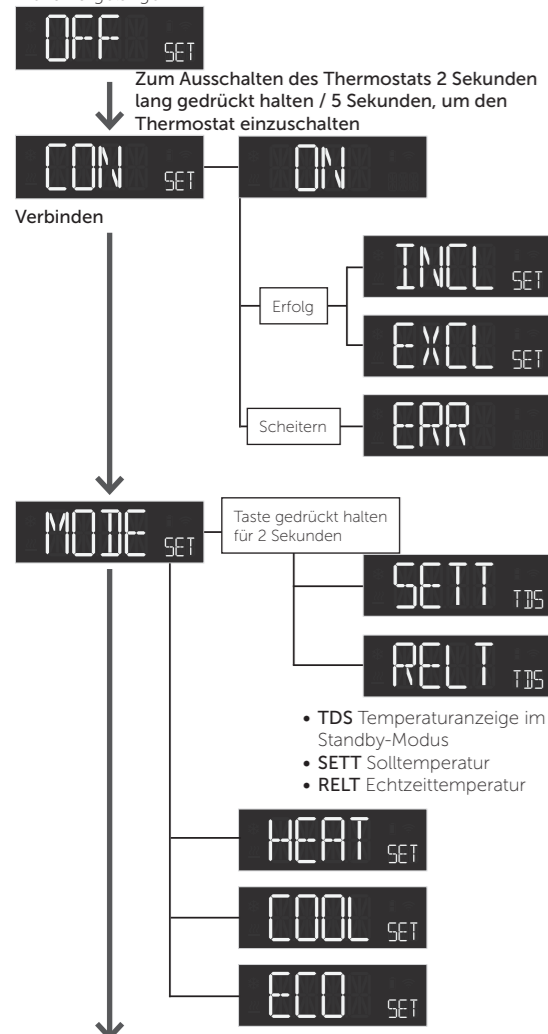 OFF SET
Zum Ausschalten des Thermostats 2 Sekunden
lang gedrückt halten / 5 Sekunden, um den
Thermostat einzuschalten
CON SET
ON
Verbinden
INCL SET
Erfolg
EXCL SET
Scheitern
ERR
MODE SET
Taste gedrückt halten
für 2 Sekunden
SETT TDS
RELT TDS
• TDS Temperaturanzeige im
Standby-Modus
• SETT Solltemperatur
• RELT Echtzeittemperatur
HEAT SET
COOL SET
ECO SET